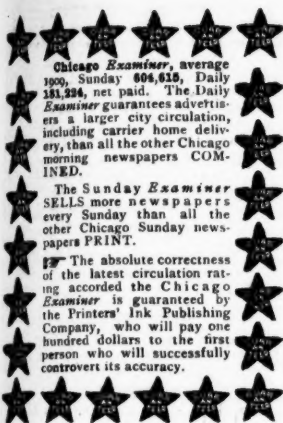 Chicago Examiner, average
1909, Sunday 604,615, Daily
181,224, net paid. The Daily
Examiner guarantees advertis-
ers a larger city circulation,
including carrier home deliv-
ery, than all the other Chicago
morning newspapers COM-
INED.
The Sunday Examiner
SELLS more newspapers
every Sunday than all the
other Chicago Sunday news-
papers PRINT.
☞ The absolute correctness
of the latest circulation rat-
ing accorded the Chicago
Examiner is guaranteed by
the Printers' Ink Publishing
Company, who will pay one
hundred dollars to the first
person who will successfully
controvert its accuracy.